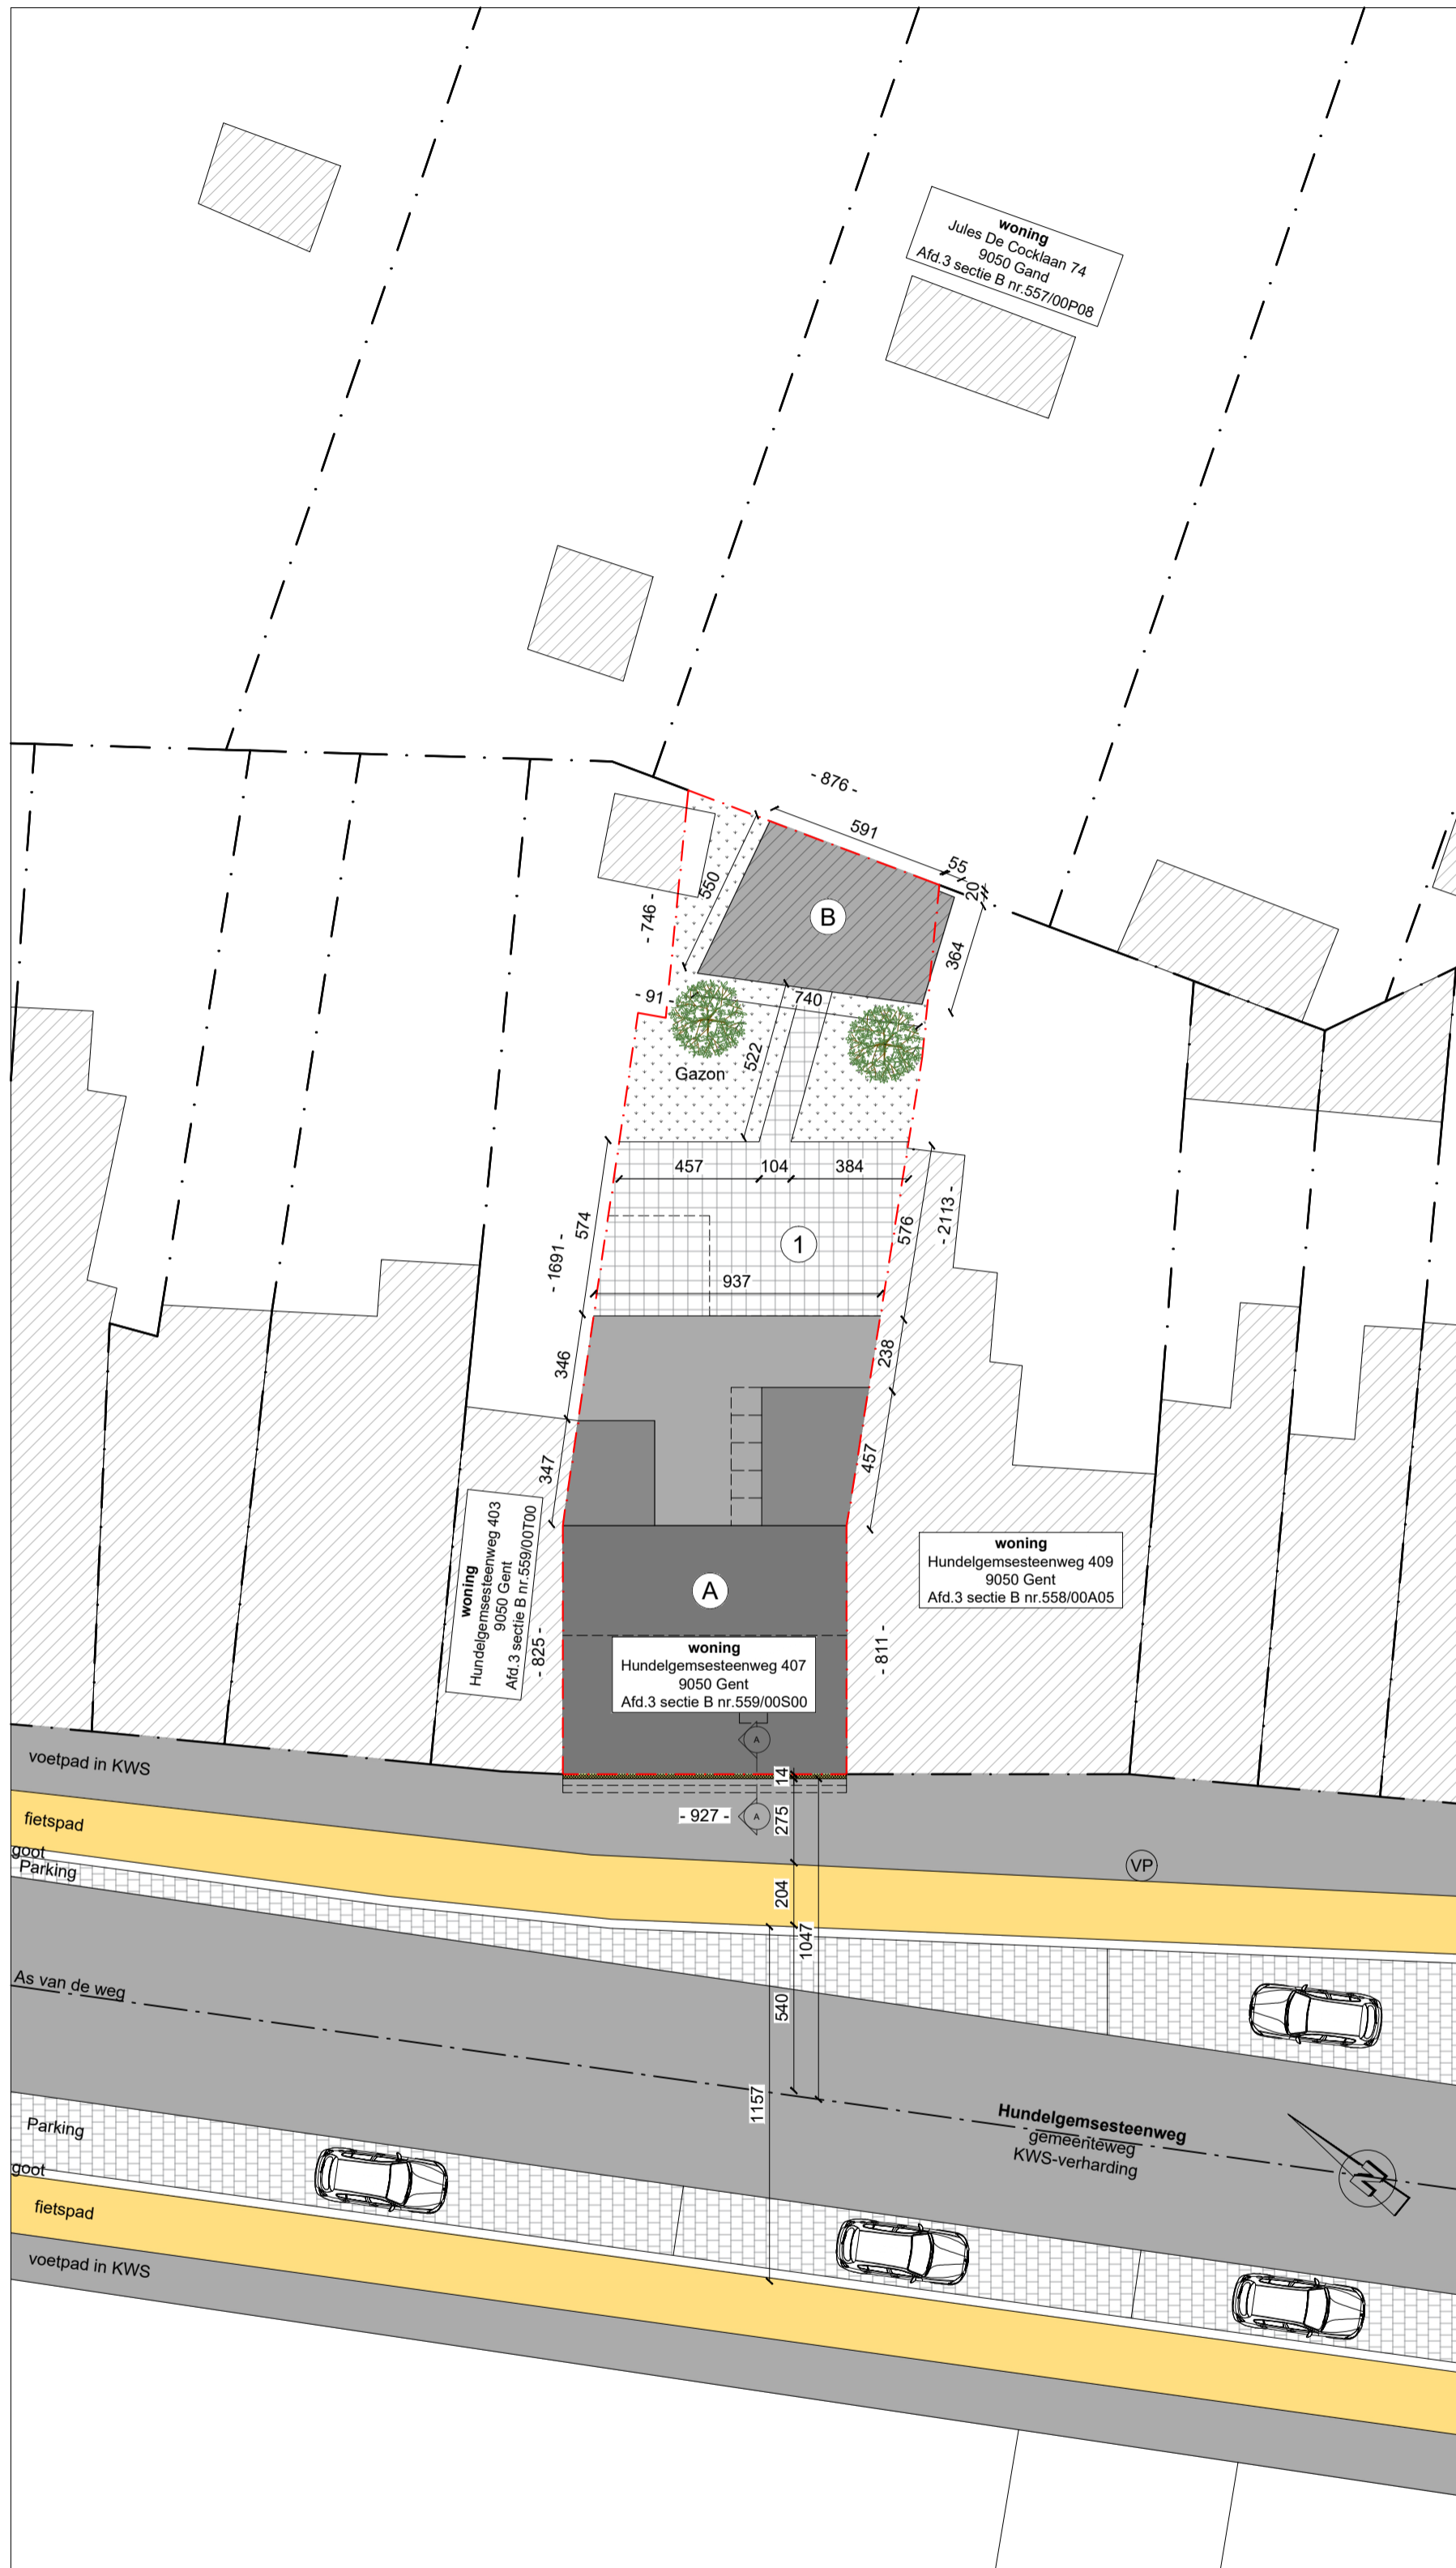 woning
Jules De Cocklaan 74
9050 Gand
Afd.3 sectie B nr.557/00P08
- 876 -
591
55
20
550
B
- 746 -
364
- 91 -
740
522
Gazon
457
104
384
574
576
- 2113 -
1
- 1691 -
937
346
238
347
457
woning
Hundelgemsesteenweg 403
9050 Gent
Afd.3 sectie B nr.559/00T00
woning
Hundelgemsesteenweg 409
9050 Gent
Afd.3 sectie B nr.558/00A05
A
- 825 -
- 811 -
woning
Hundelgemsesteenweg 407
9050 Gent
Afd.3 sectie B nr.559/00S00
A
voetpad in KWS
14
- 927 -
A
275
fietspad
goot
Parking
VP
204
1047
As van de weg
540
1157
Hundelgemsesteenweg
gemeenteweg
KWS-verharding
N
Parking
goot
fietspad
voetpad in KWS